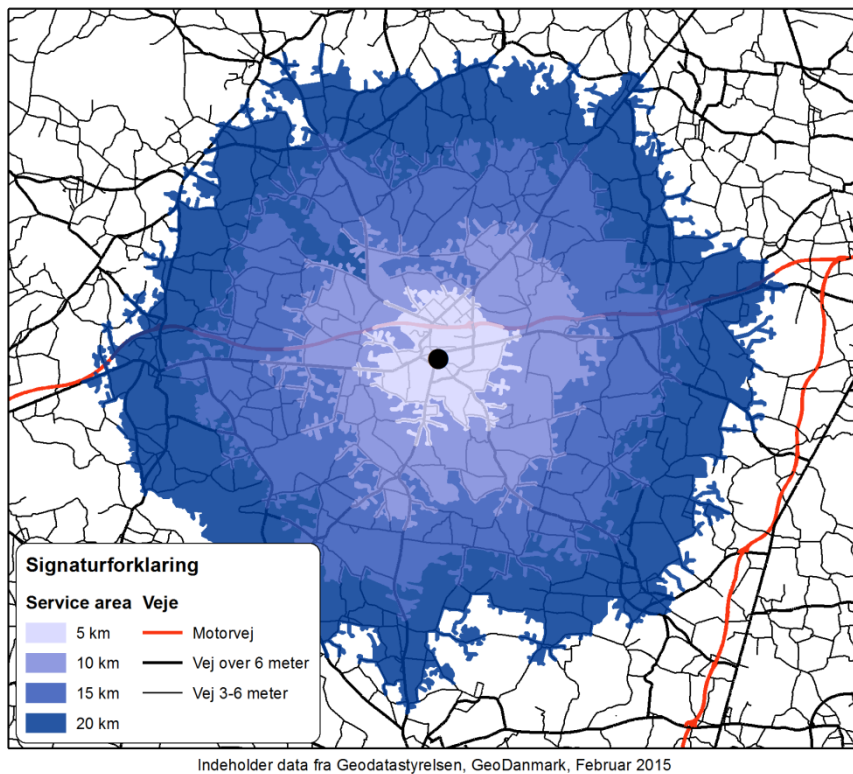 Signaturforklaring
Service area Veje
5 km Motorvej
10 km Vej over 6 meter
15 km Vej 3-6 meter
20 km
Indeholder data fra Geodatastyrelsen, GeoDanmark, Februar 2015